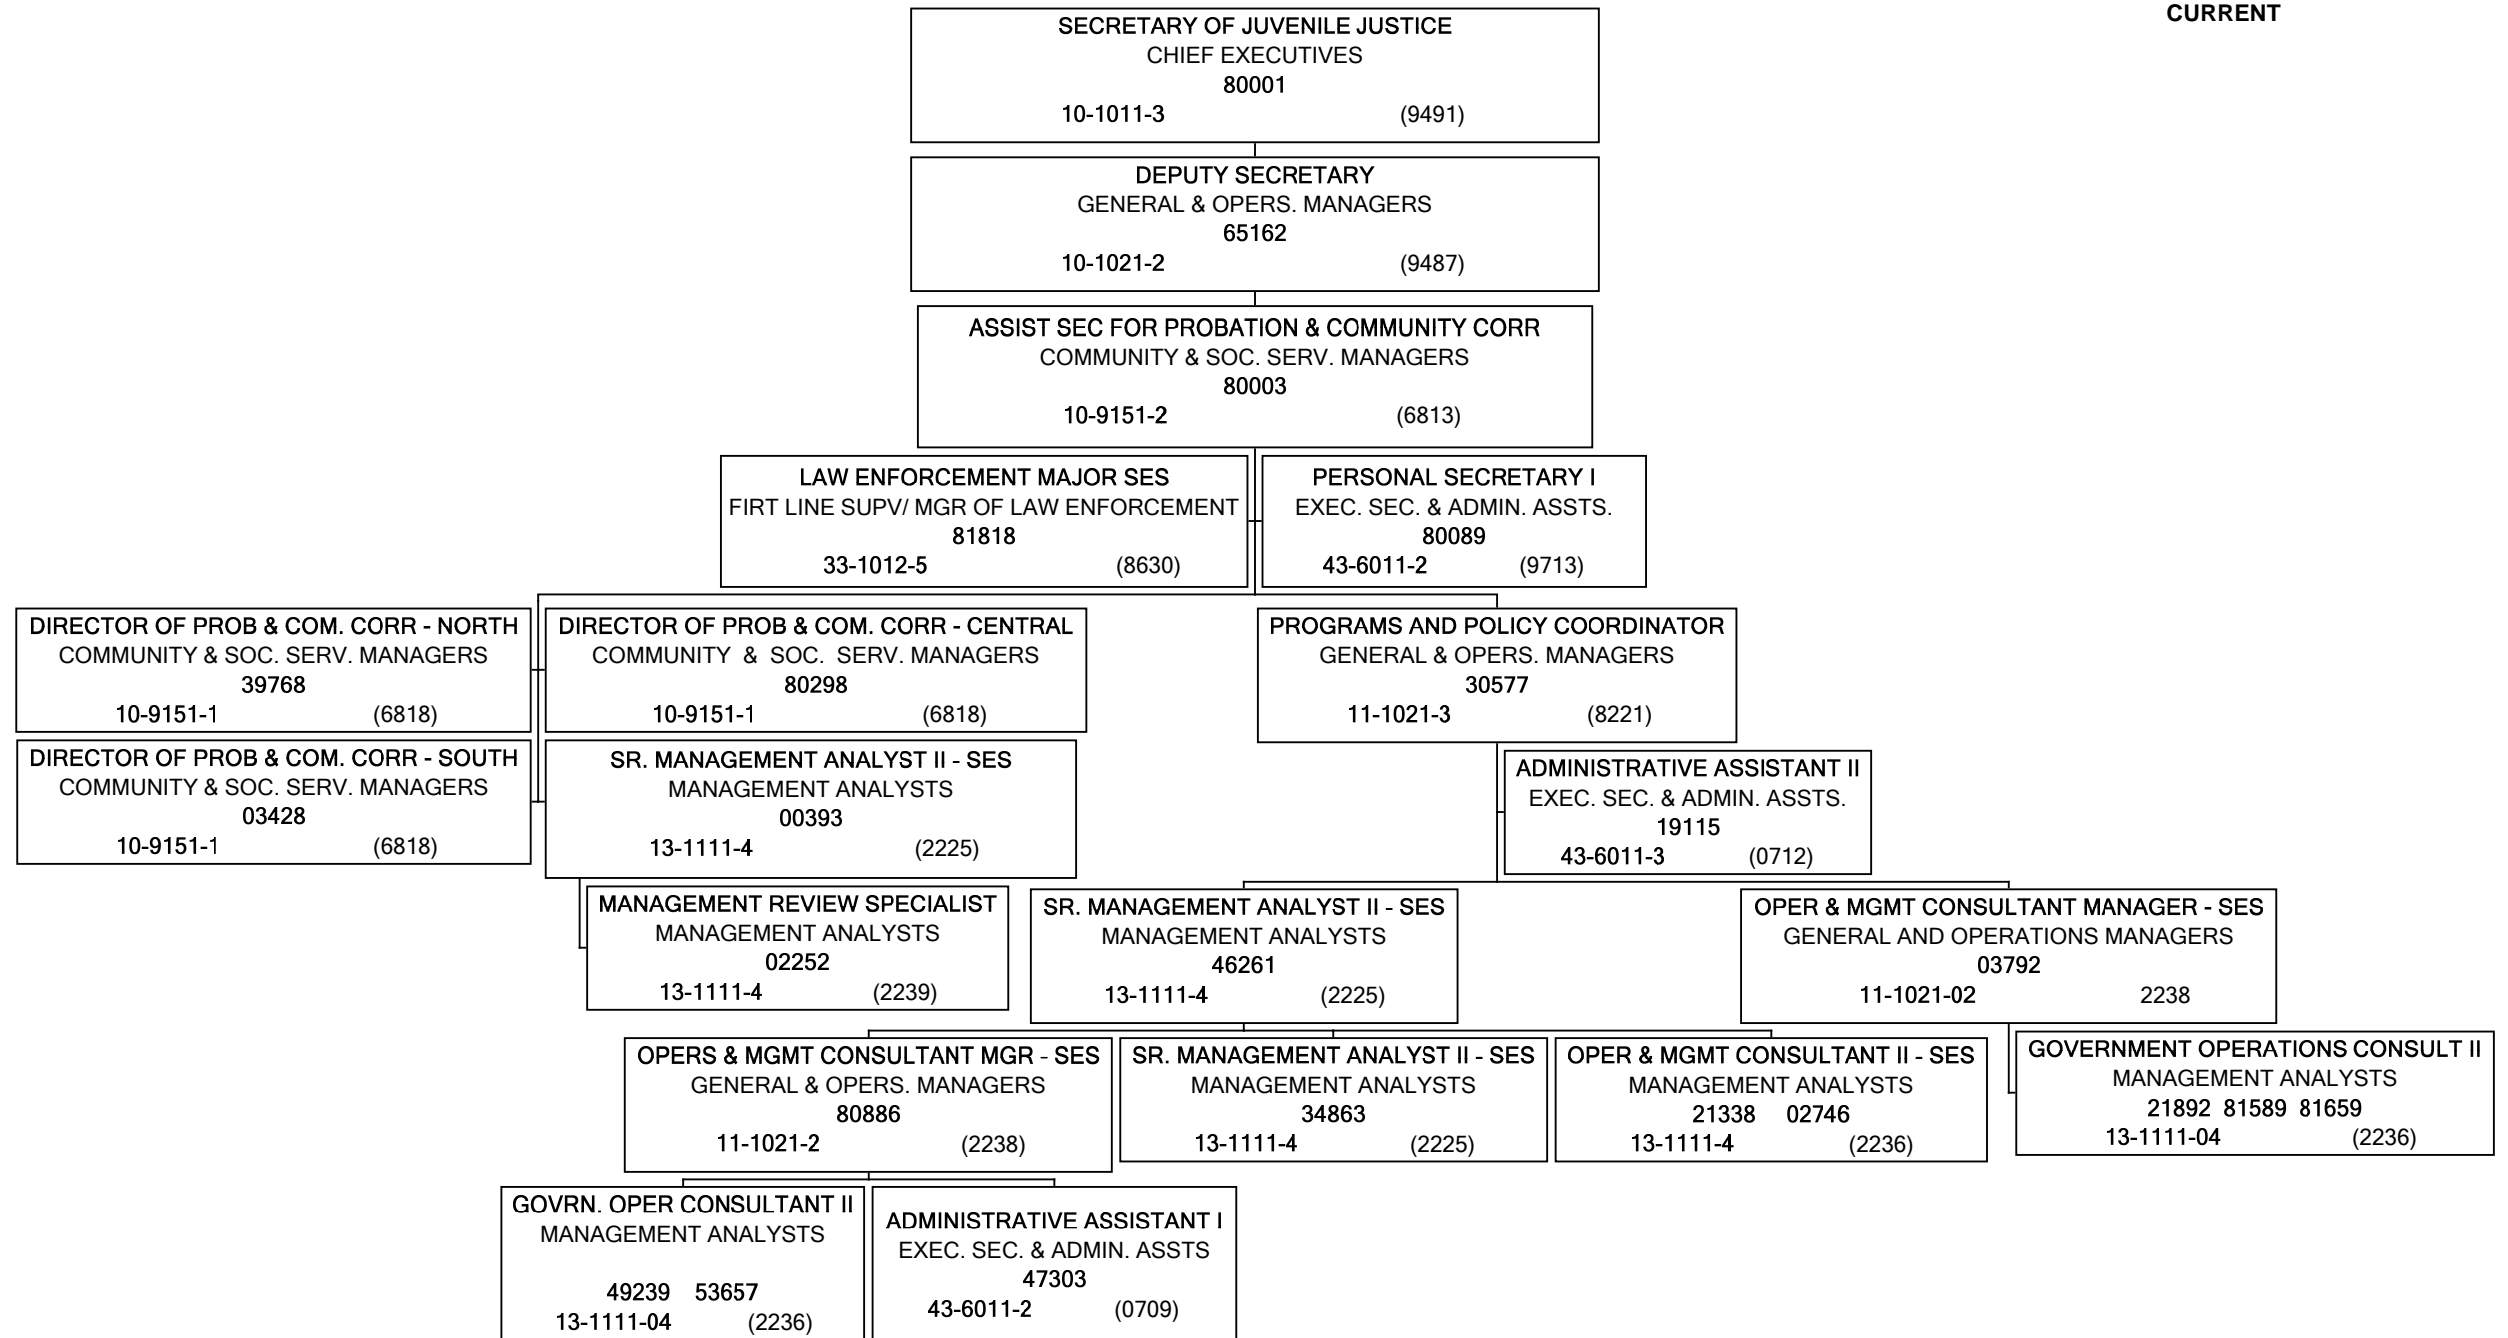 CURRENT
SECRETARY OF JUVENILE JUSTICE
CHIEF EXECUTIVES
80001
10-1011-3 (9491)
DEPUTY SECRETARY
GENERAL & OPERS. MANAGERS
65162
10-1021-2 (9487)
ASSIST SEC FOR PROBATION & COMMUNITY CORR
COMMUNITY & SOC. SERV. MANAGERS
80003
10-9151-2 (6813)
LAW ENFORCEMENT MAJOR SES
FIRT LINE SUPV/ MGR OF LAW ENFORCEMENT
81818
33-1012-5 (8630)
PERSONAL SECRETARY I
EXEC. SEC. & ADMIN. ASSTS.
80089
43-6011-2 (9713)
DIRECTOR OF PROB & COM. CORR - NORTH
COMMUNITY & SOC. SERV. MANAGERS
39768
10-9151-1 (6818)
DIRECTOR OF PROB & COM. CORR - CENTRAL
COMMUNITY & SOC. SERV. MANAGERS
80298
10-9151-1 (6818)
PROGRAMS AND POLICY COORDINATOR
GENERAL & OPERS. MANAGERS
30577
11-1021-3 (8221)
DIRECTOR OF PROB & COM. CORR - SOUTH
COMMUNITY & SOC. SERV. MANAGERS
03428
10-9151-1 (6818)
SR. MANAGEMENT ANALYST II - SES
MANAGEMENT ANALYSTS
00393
13-1111-4 (2225)
ADMINISTRATIVE ASSISTANT II
EXEC. SEC. & ADMIN. ASSTS.
19115
43-6011-3 (0712)
MANAGEMENT REVIEW SPECIALIST
MANAGEMENT ANALYSTS
02252
13-1111-4 (2239)
SR. MANAGEMENT ANALYST II - SES
MANAGEMENT ANALYSTS
46261
13-1111-4 (2225)
OPER & MGMT CONSULTANT MANAGER - SES
GENERAL AND OPERATIONS MANAGERS
03792
11-1021-02 2238
OPERS & MGMT CONSULTANT MGR - SES
GENERAL & OPERS. MANAGERS
80886
11-1021-2 (2238)
SR. MANAGEMENT ANALYST II - SES
MANAGEMENT ANALYSTS
34863
13-1111-4 (2225)
OPER & MGMT CONSULTANT II - SES
MANAGEMENT ANALYSTS
21338 02746
13-1111-4 (2236)
GOVERNMENT OPERATIONS CONSULT II
MANAGEMENT ANALYSTS
21892 81589 81659
13-1111-04 (2236)
GOVRN. OPER CONSULTANT II
MANAGEMENT ANALYSTS
49239 53657
13-1111-04 (2236)
ADMINISTRATIVE ASSISTANT I
EXEC. SEC. & ADMIN. ASSTS
47303
43-6011-2 (0709)